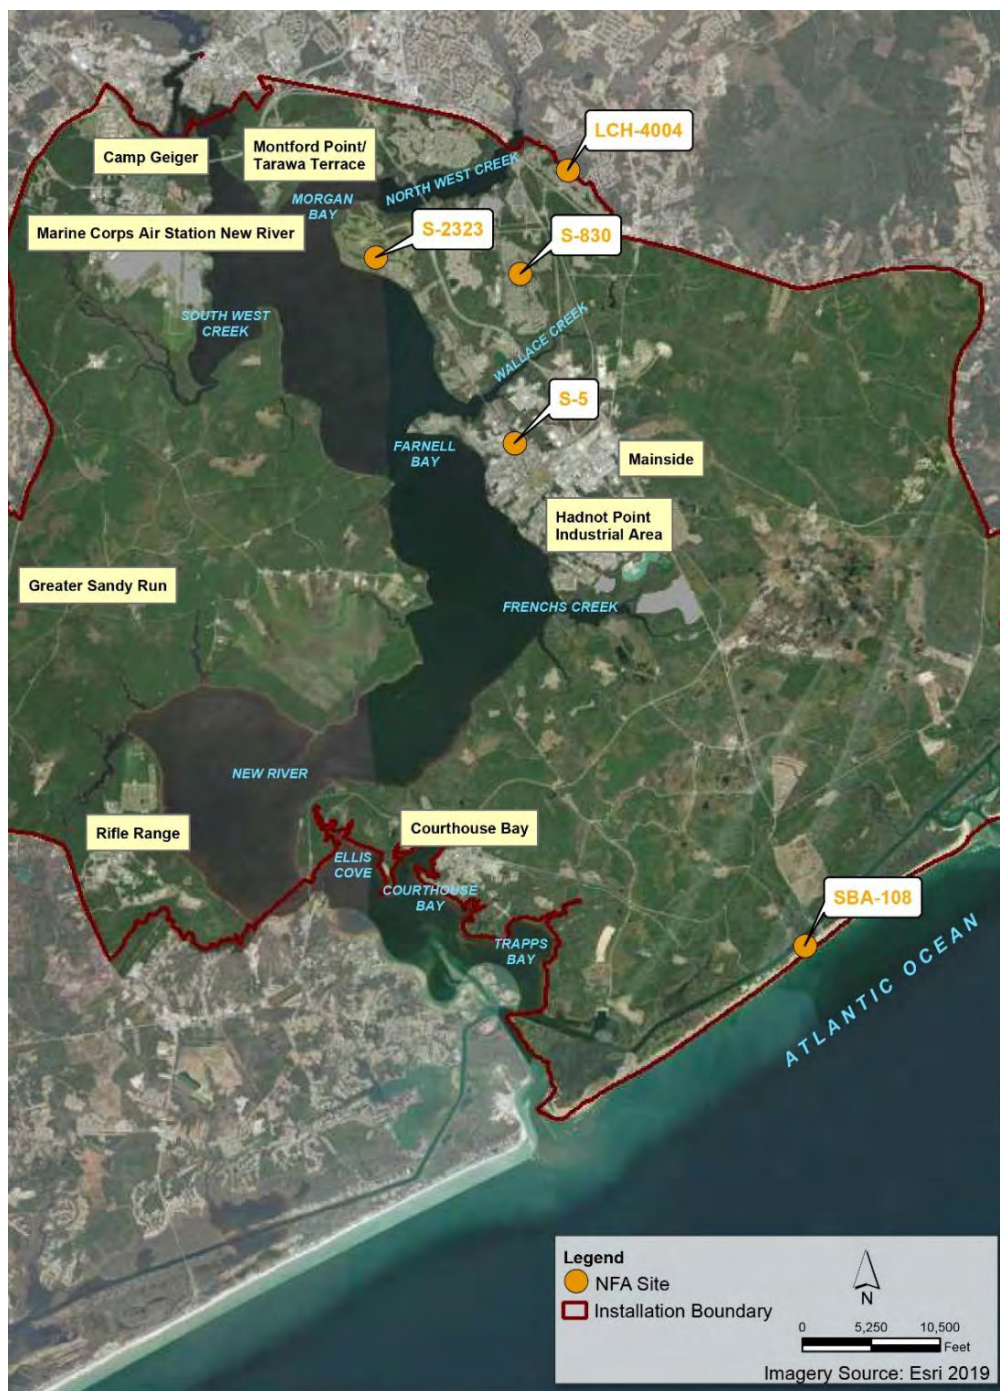 LCH-4004
Camp Geiger
Montford Point/
Tarawa Terrace
NORTH WEST CREEK
MORGAN
BAY
Marine Corps Air Station New River
S-2323
S-830
SOUTH WEST
CREEK
WALLACE CREEK
S-5
FARNELL
BAY
Mainside
Hadnot Point
Industrial Area
Greater Sandy Run
FRENCHS CREEK
NEW RIVER
Rifle Range
Courthouse Bay
ELLIS
COVE
COURTHOUSE
BAY
SBA-108
TRAPPS
BAY
ATLANTIC OCEAN
Legend
NFA Site
Installation Boundary
N
0 5,250 10,500
Feet
Imagery Source: Esri 2019